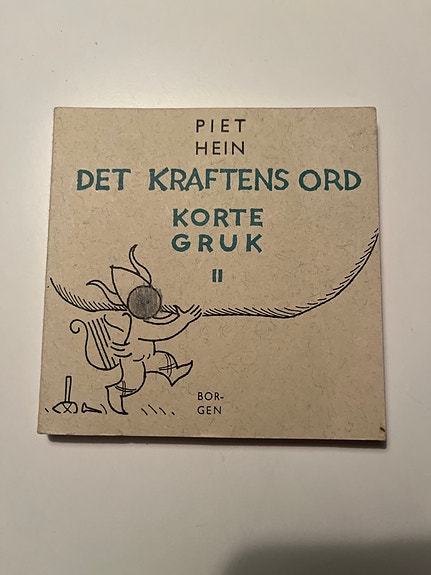 PIET
HEIN
DET KRAFTENS ORD
KORTE
GRUK
II
BOR-
GEN